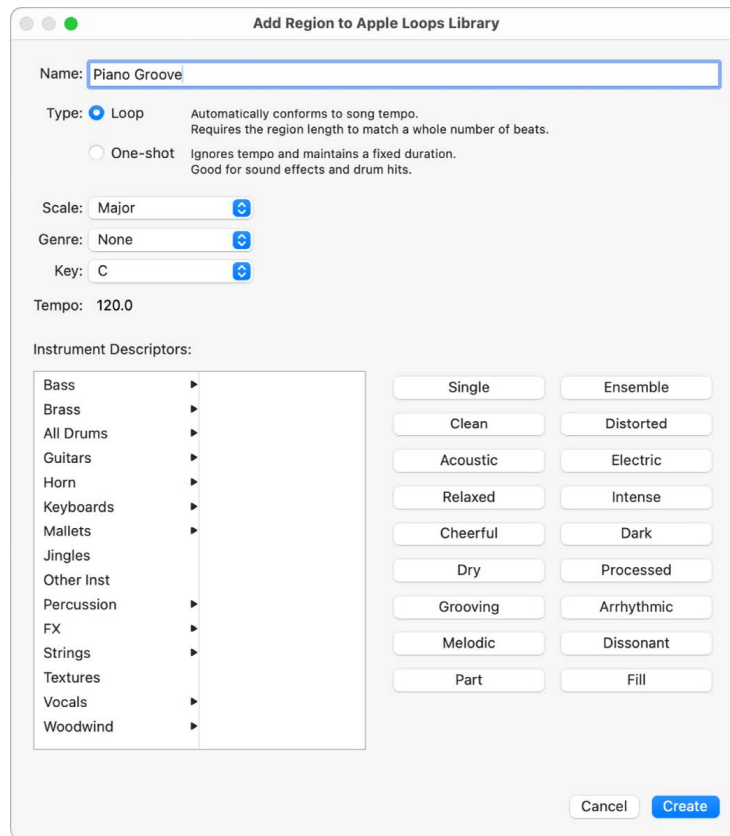 Add Region to Apple Loops Library
Name: Piano Groove
Type: Loop Automatically conforms to song tempo.
Requires the region length to match a whole number of beats.
One-shot Ignores tempo and maintains a fixed duration.
Good for sound effects and drum hits.
Scale: Major
Genre: None
Key: C
Tempo: 120.0
Instrument Descriptors:
Bass
Brass
All Drums
Guitars
Horn
Keyboards
Mallets
Jingles
Other Inst
Percussion
FX
Strings
Textures
Vocals
Woodwind
Single Ensemble
Clean Distorted
Acoustic Electric
Relaxed Intense
Cheerful Dark
Dry Processed
Grooving Arrhythmic
Melodic Dissonant
Part Fill
Cancel Create